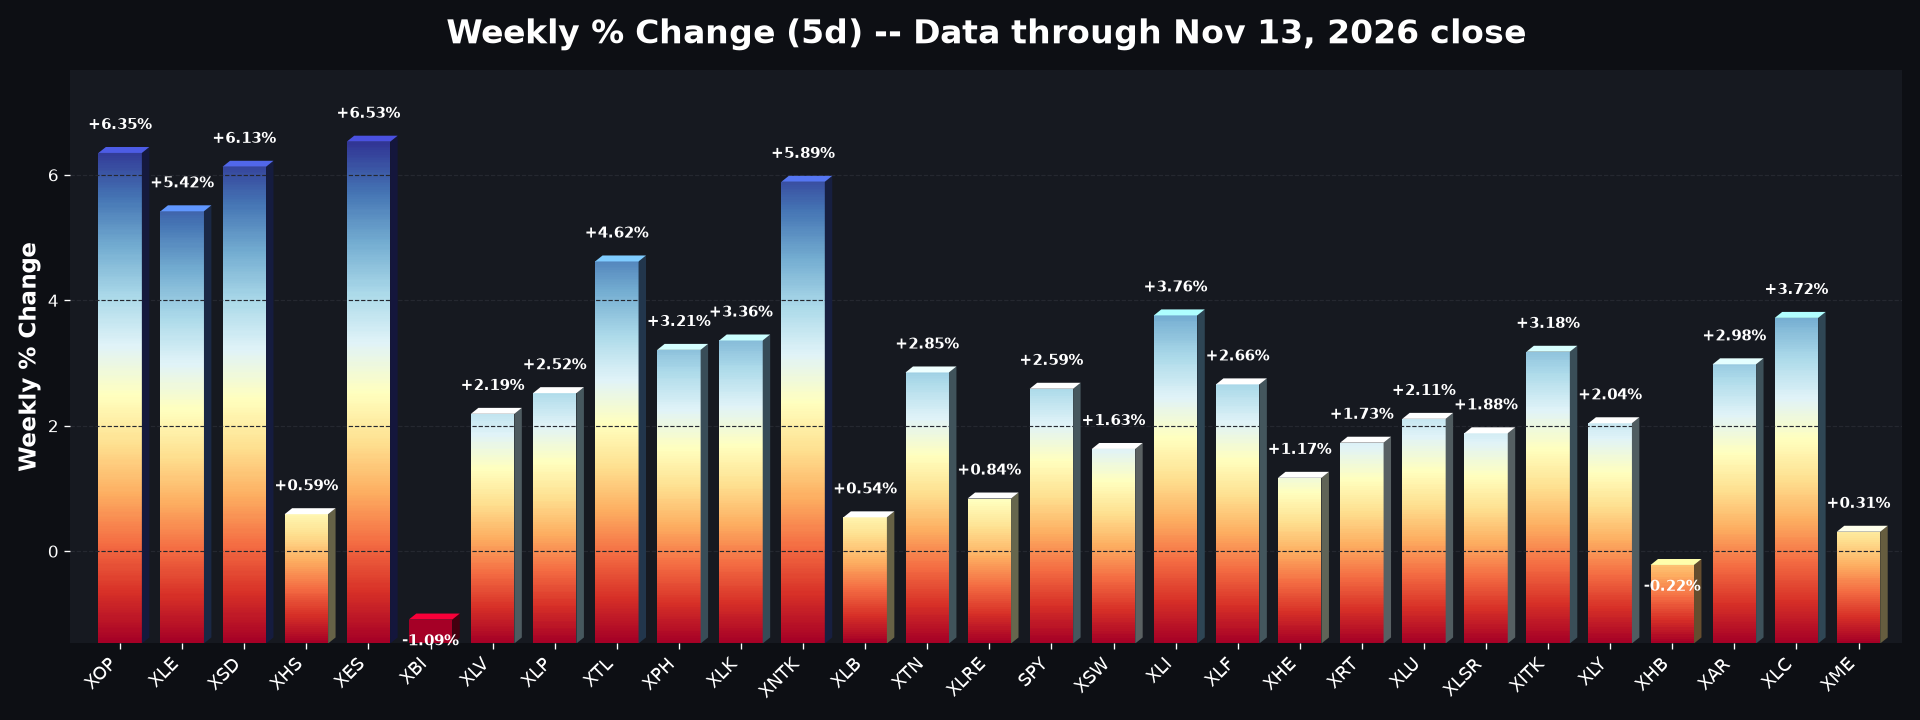 Weekly % Change (5d) -- Data through Nov 13, 2026 close
Weekly % Change
6
4
2
0
+6.35%
+5.42%
+6.13%
+0.59%
+6.53%
-1.09%
+2.19%
+2.52%
+4.62%
+3.21%
+3.36%
+5.89%
+0.54%
+2.85%
+0.84%
+2.59%
+1.63%
+3.76%
+2.66%
+1.17%
+1.73%
+2.11%
+1.88%
+3.18%
+2.04%
-0.22%
+2.98%
+3.72%
+0.31%
XOP
XLE
XSD
XHS
XES
XBI
XLV
XLP
XTL
XPH
XLK
XNTK
XLB
XTN
XLRE
SPY
XSW
XLI
XLF
XHE
XRT
XLU
XLSR
XITK
XLY
XHB
XAR
XLC
XME